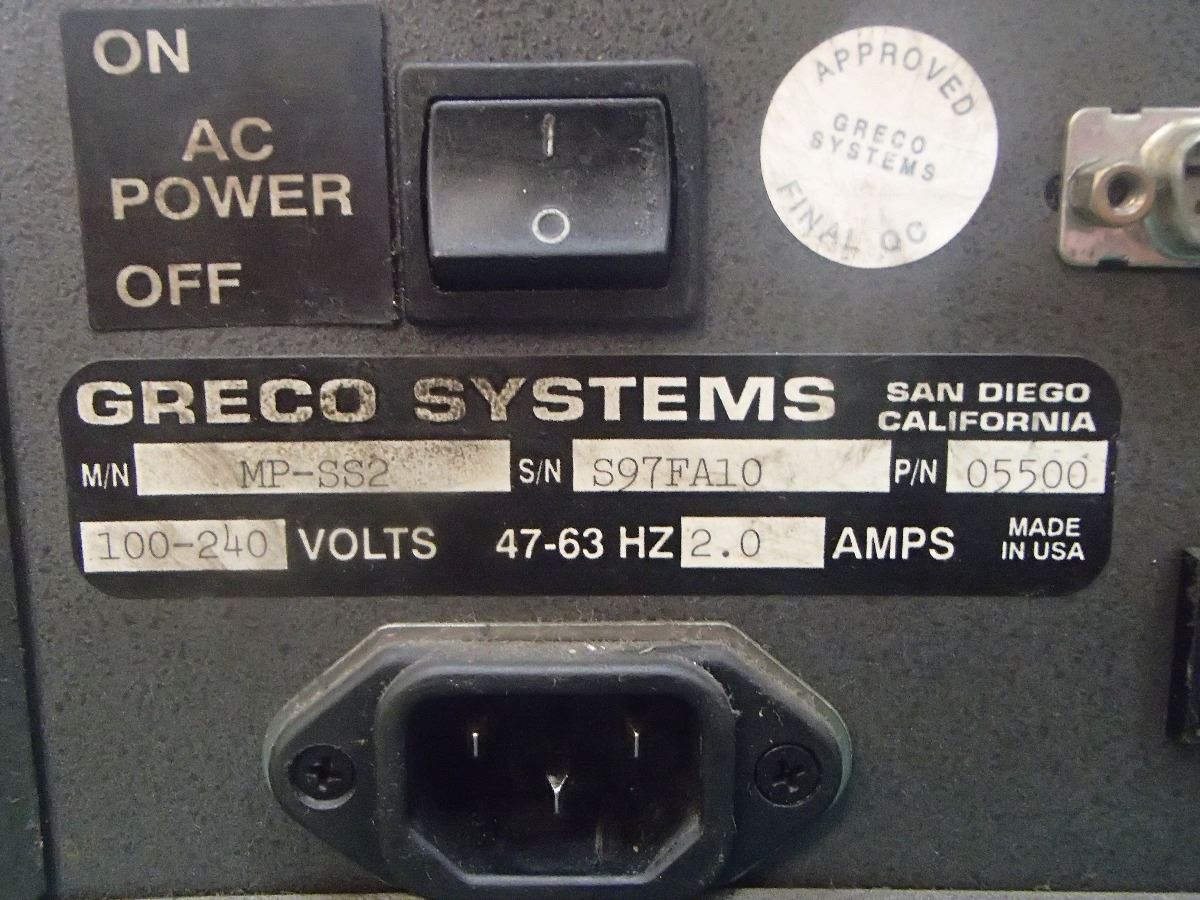 ON
AC
POWER
OFF
APPROVED
GRECO
SYSTEMS
FINAL QC
GRECO SYSTEMS
SAN DIEGO
CALIFORNIA
M/N MP-SS2 S/N S97FA10 P/N 05500
100-240 VOLTS 47-63 HZ 2.0 AMPS
MADE
IN USA